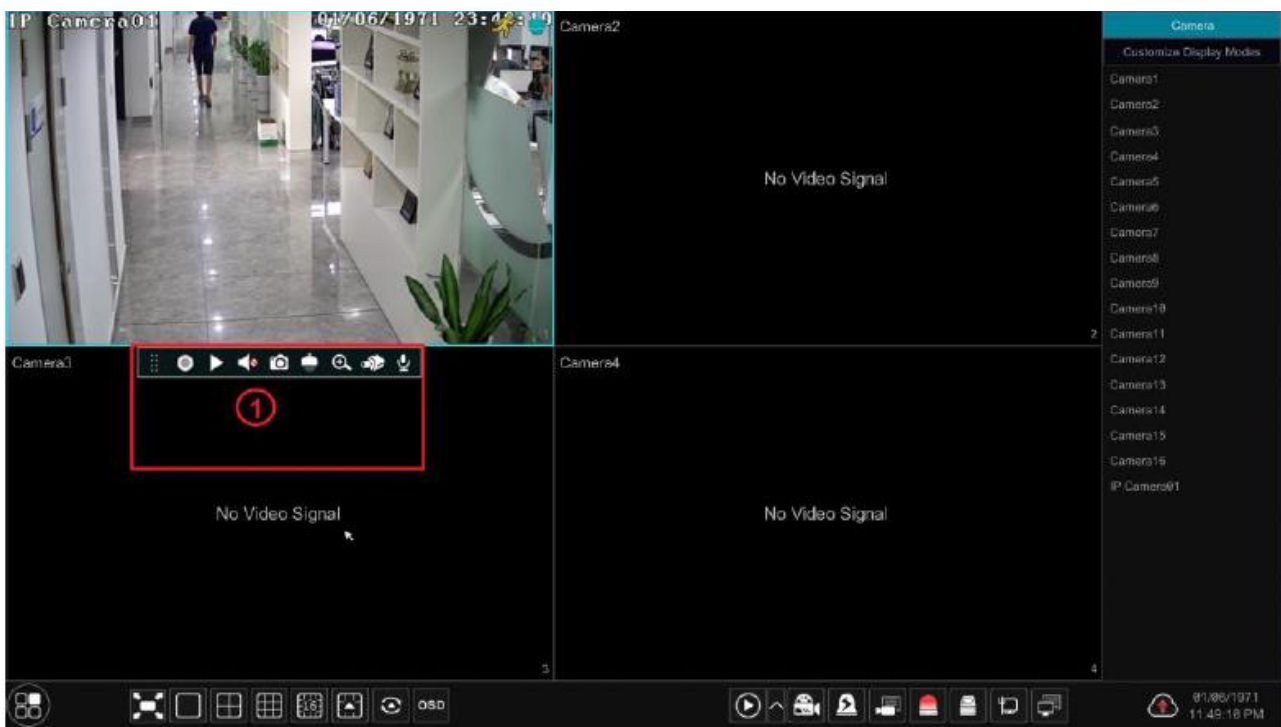 IP Camera01
01/06/1971 23:4
Camera2
Camera
Customize Display Modes
Camera1
Camera2
Camera3
Camera4
Camera5
Camera6
Camera7
Camera8
Camera9
Camera10
Camera11
Camera12
Camera13
Camera14
Camera15
Camera16
IP Camera01
No Video Signal
2
Camera3
1
Camera4
No Video Signal
No Video Signal
3
4
OSD
01/06/1971
11:49:18 PM